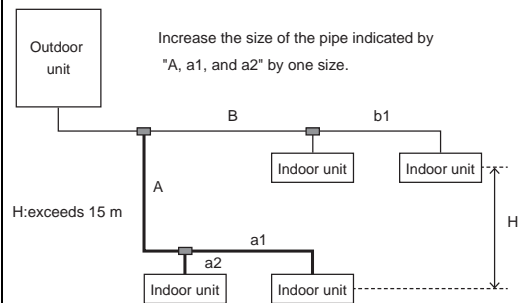 Outdoor
unit
Increase the size of the pipe indicated by
"A, a1, and a2" by one size.
B
b1
Indoor unit
Indoor unit
A
H:exceeds 15 m
H
a1
a2
Indoor unit
Indoor unit